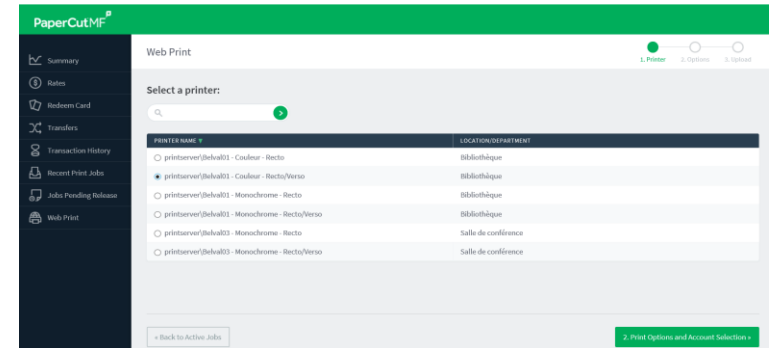 PaperCutMF
Summary
Rates
Redeem Card
Transfers
Transaction History
Recent Print Jobs
Jobs Pending Release
Web Print
Web Print
1. Printer 2. Options 3. Upload
Select a printer:
PRINTER NAME LOCATION/DEPARTMENT
printserver\Belval01 - Couleur - Recto Bibliothèque
printserver\Belval01 - Couleur - Recto/Verso Bibliothèque
printserver\Belval01 - Monochrome - Recto Bibliothèque
printserver\Belval01 - Monochrome - Recto/Verso Bibliothèque
printserver\Belval03 - Monochrome - Recto Salle de conférence
printserver\Belval03 - Monochrome - Recto/Verso Salle de conférence
« Back to Active Jobs
2. Print Options and Account Selection »